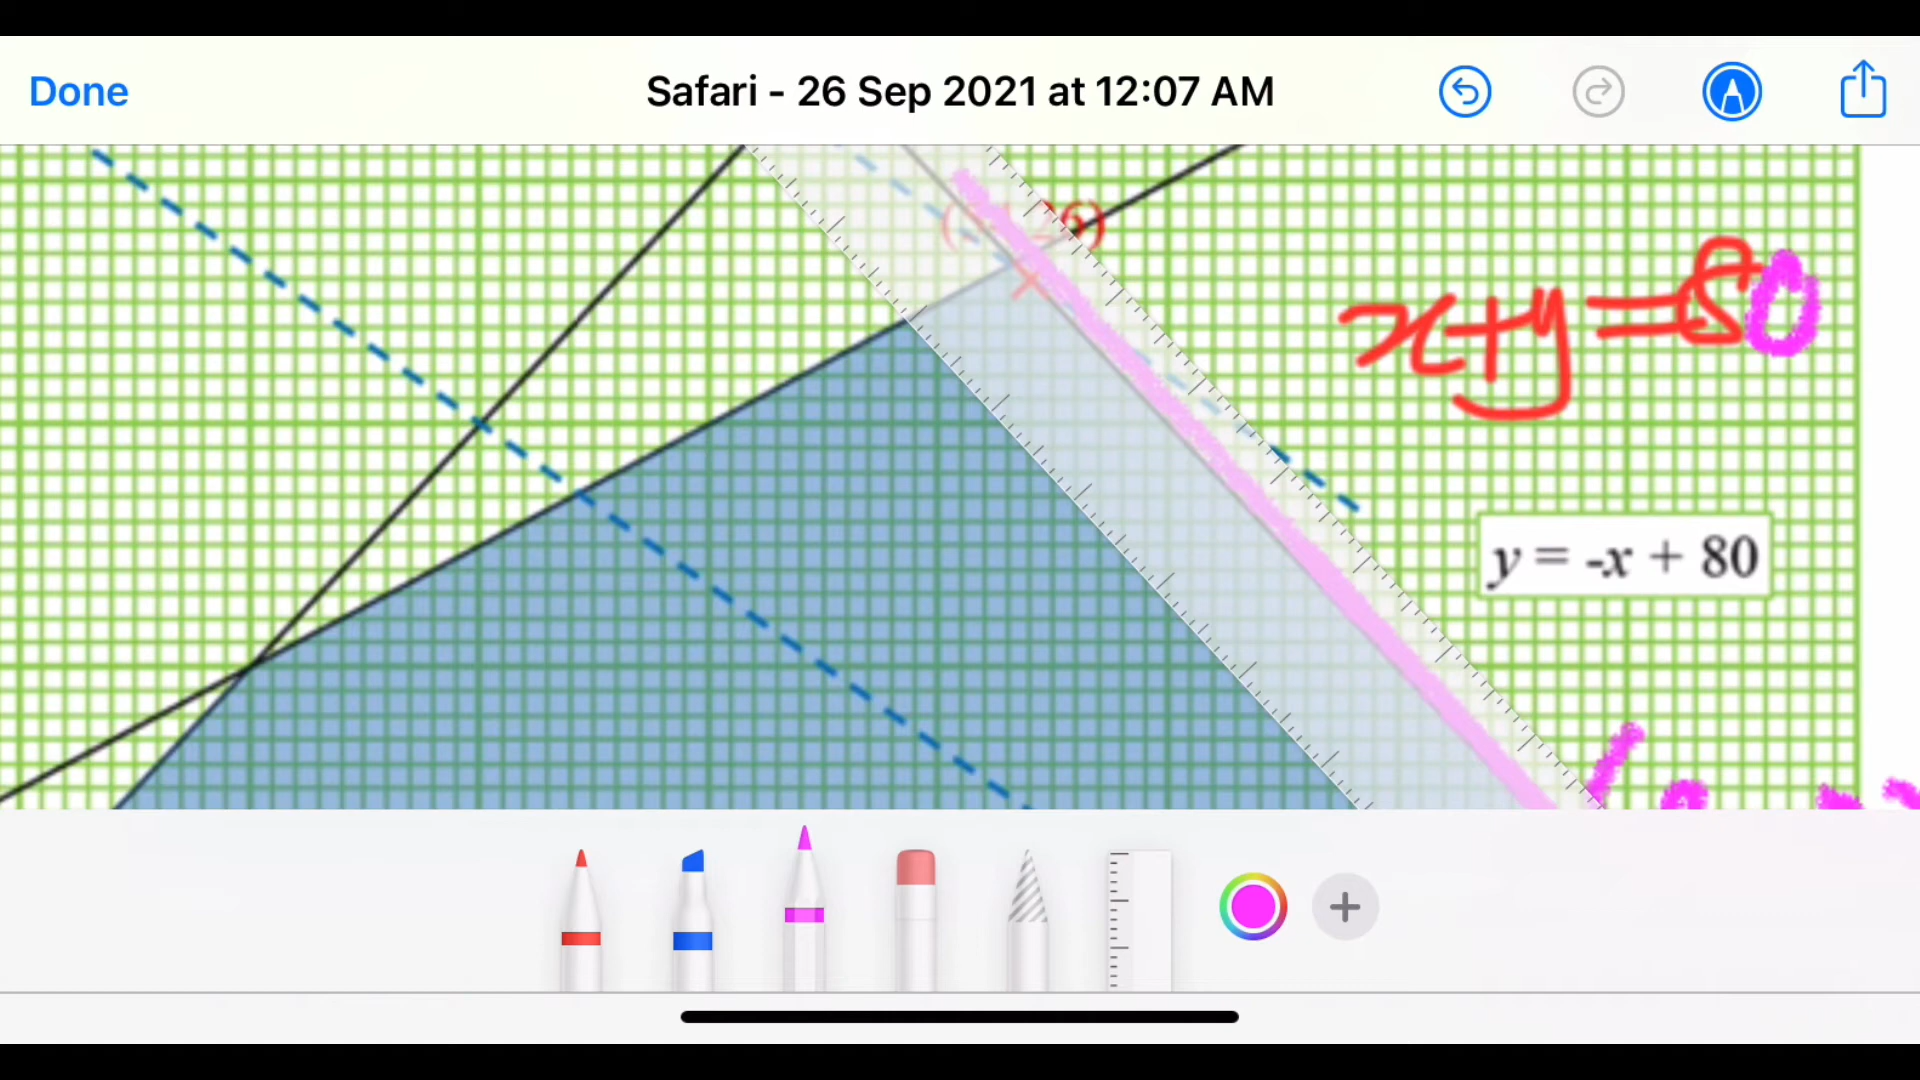 Done
Safari - 26 Sep 2021 at 12:07 AM
x+y=80
y = -x + 80